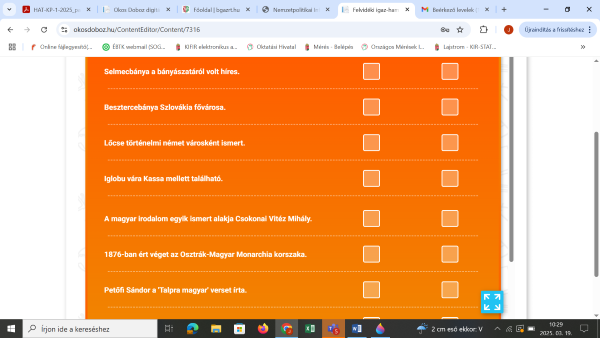 HAT-KP-1-2025_p
Okos Doboz digit
Főoldal | bgazrt.hu
Nemzetpolitikai i
Felvidéki igaz-ham
Beérkező levelek
okosdoboz.hu/ContentEditor/Content/7316
Újraindítás a frissítéshez
Online fájlegyesítő|...
ÉBTK webmail (SOG...
KIFIR elektronikus a...
Oktatási Hivatal
Mérés - Belépés
Országos Mérések I...
Laptrom - KIR-STAT...
Selmecbánya a bányászatáról volt híres.
Besztercebánya Szlovákia fővárosa.
Lőcse történelmi német városként ismert.
Iglobu vára Kassa mellett található.
A magyar irodalom egyik ismert alakja Csokonai Vitéz Mihály.
1876-ban ért véget az Osztrák-Magyar Monarchia korszaka.
Petőfi Sándor a 'Talpra magyar' verset írta.
Írjon ide a kereséshez
2 cm eső ekkor: V
10:29
2025. 03. 19.